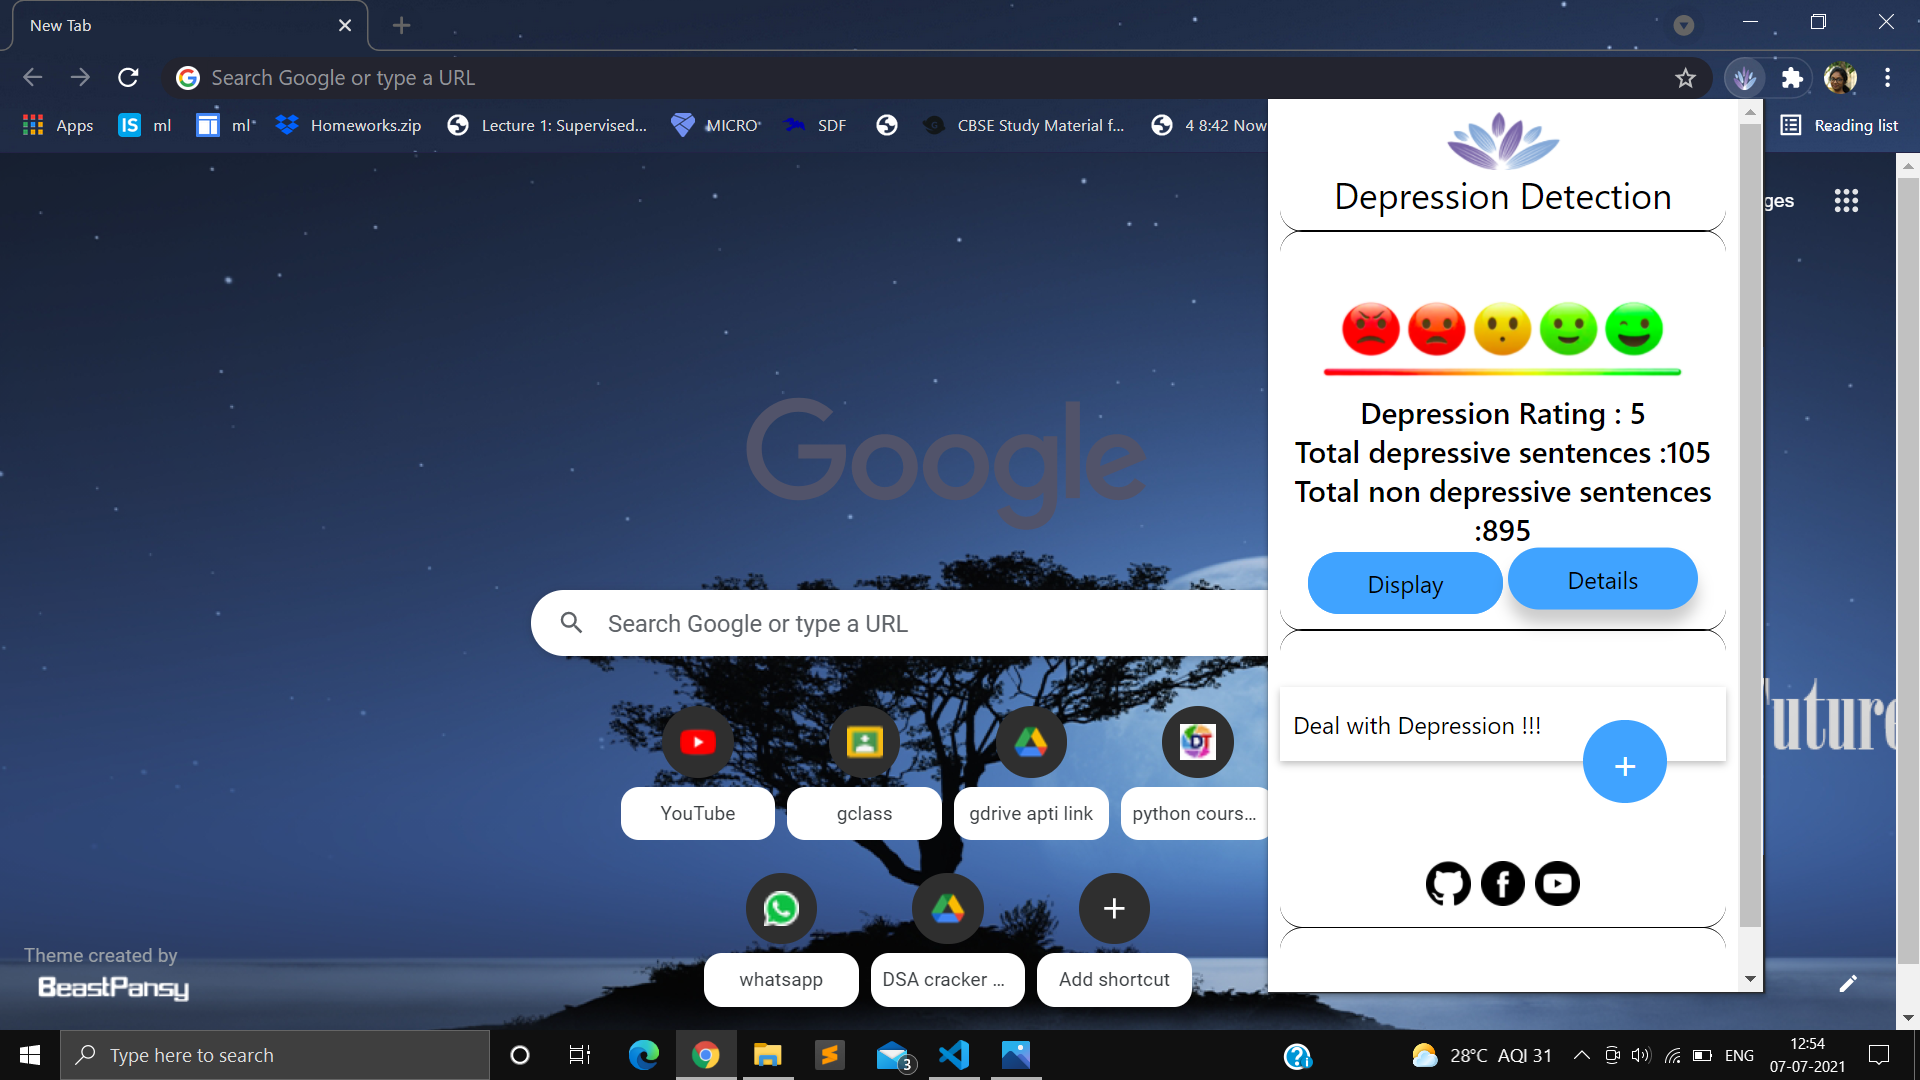 New Tab
Search Google or type a URL
Apps
IS ml
ml*
Homeworks.zip
Lecture 1: Supervised...
MICRO*
SDF
CBSE Study Material f...
4 8:42 Now
Reading list
ges
Depression Detection
Depression Rating : 5
Total depressive sentences :105
Total non depressive sentences
:895
Display
Details
Deal with Depression !!!
+
Google
Search Google or type a URL
Future
YouTube
gclass
gdrive apti link
DT
python cours...
whatsapp
DSA cracker ...
Add shortcut
Theme created by
BeastPansy
Type here to search
3
28°C AQI 31
ENG
12:54
07-07-2021